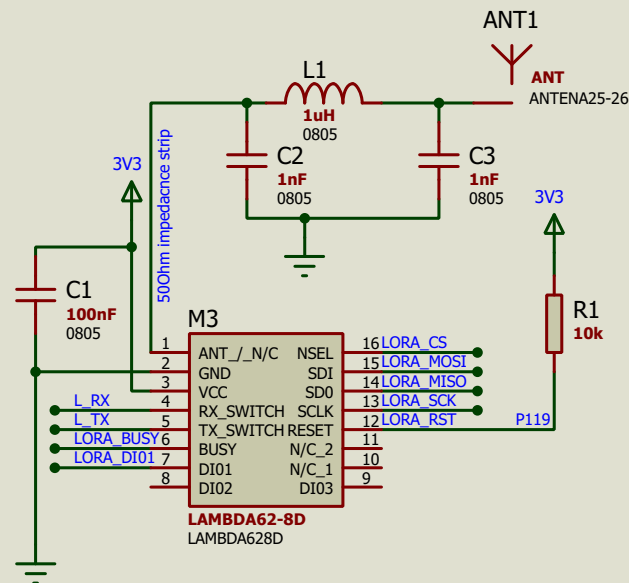 ANT1
L1
ANT
ANTENA25-26
1uH
0805
50Ohm impedacnce strip
C2
1nF
0805
C3
1nF
0805
3V3
3V3
C1
100nF
0805
R1
10k
M3
1 ANT_/_N/C NSEL 16 LORA_CS
2 GND SDI 15 LORA_MOSI
3 VCC SD0 14 LORA_MISO
L_RX 4 RX_SWITCH SCLK 13 LORA_SCK
L_TX 5 TX_SWITCH RESET 12 LORA_RST P119
LORA_BUSY 6 BUSY N/C_2 11
LORA_DI01 7 DI01 N/C_1 10
8 DI02 DI03 9
LAMBDA62-8D
LAMBDA628D